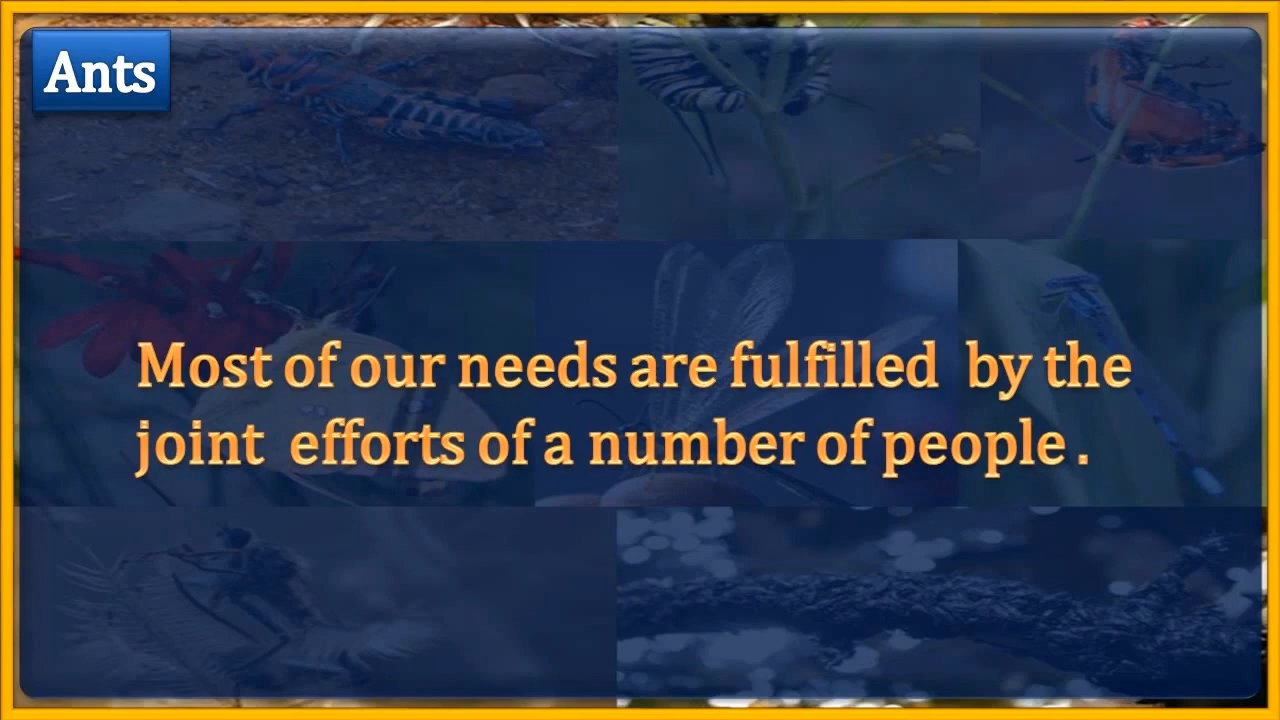 Ants
Most of our needs are fulfilled by the
joint efforts of a number of people .